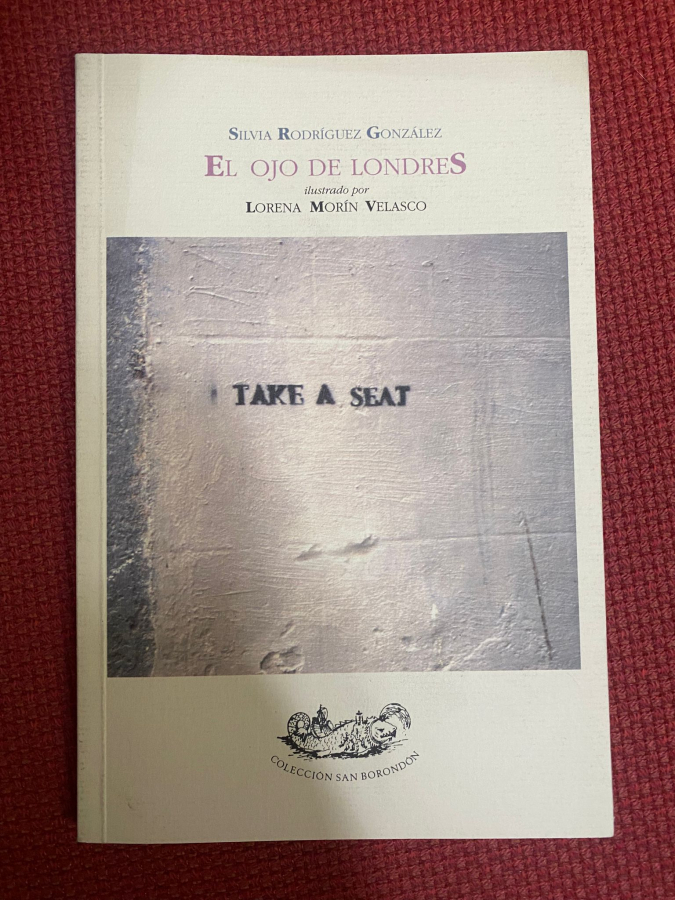 Silvia Rodríguez González
El ojo de LondreS
ilustrado por
Lorena Morín Velasco
TAKE A SEAT
COLECCIÓN SAN BORONDÓN